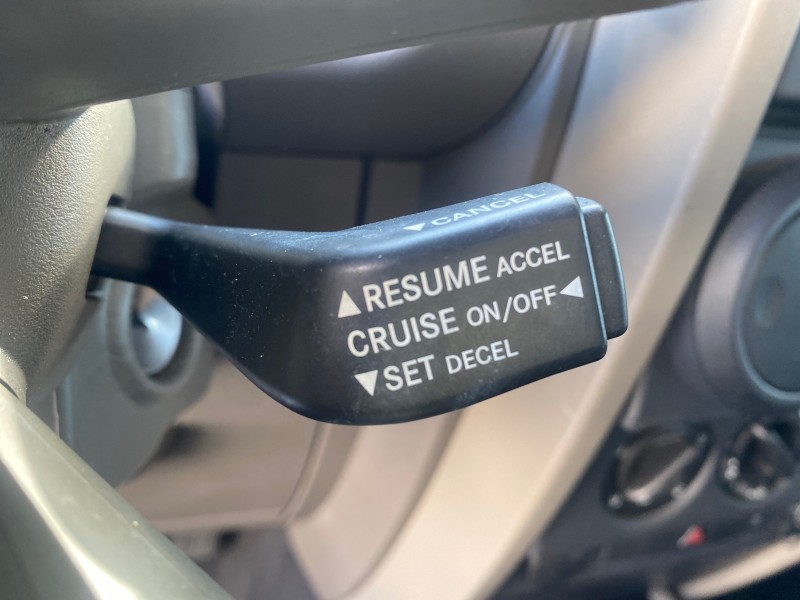 ▼CANCEL
▲RESUME ACCEL
CRUISE ON/OFF◀
▼SET DECEL